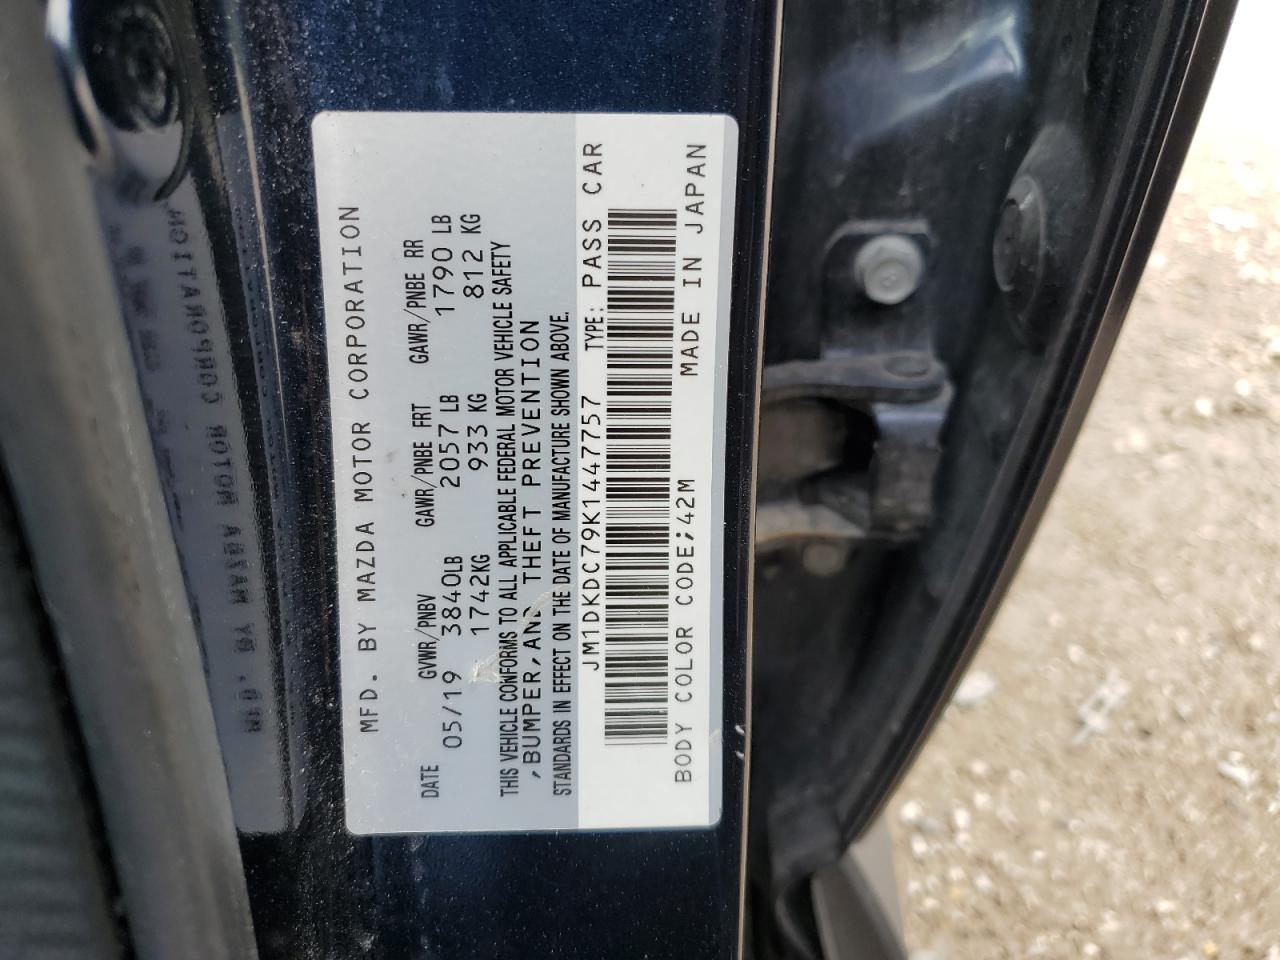 MFD. BY MAZDA MOTOR CORPORATION
DATE GVWR/PNBV GAWR/PNBE FRT GAWR/PNBE RR
05/19 3840LB 2057 LB 1790 LB
1742KG 933 KG 812 KG
THIS VEHICLE CONFORMS TO ALL APPLICABLE FEDERAL MOTOR VEHICLE SAFETY
,BUMPER,AND THEFT PREVENTION
STANDARDS IN EFFECT ON THE DATE OF MANUFACTURE SHOWN ABOVE.
JM1DKDC79K1447757 TYPE: PASS CAR
BODY COLOR CODE;42M MADE IN JAPAN